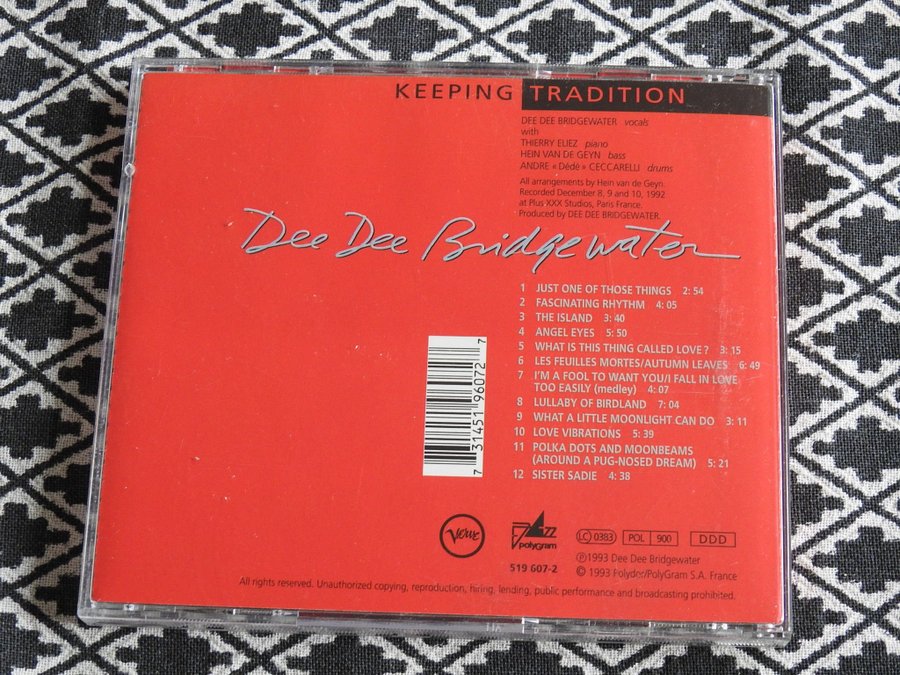 KEEPING TRADITION
DEE DEE BRIDGEWATER vocals
with
THIERRY ELIEZ piano
HEIN VAN DE GEYN bass
ANDRE « Dédé » CECCARELLI drums
All arrangements by Hein van de Geyn.
Recorded December 8, 9 and 10, 1992
at Plus XXX Studios, Paris France.
Produced by DEE DEE BRIDGEWATER.
Dee Dee Bridgewater
1 JUST ONE OF THOSE THINGS 2:54
2 FASCINATING RHYTHM 4:05
3 THE ISLAND 3:40
4 ANGEL EYES 5:50
5 WHAT IS THIS THING CALLED LOVE ? 3:15
6 LES FEUILLES MORTES/AUTUMN LEAVES 6:49
7 I'M A FOOL TO WANT YOU/I FALL IN LOVE
TOO EASILY (medley) 4:07
8 LULLABY OF BIRDLAND 7:04
9 WHAT A LITTLE MOONLIGHT CAN DO 3:11
10 LOVE VIBRATIONS 5:39
11 POLKA DOTS AND MOONBEAMS
(AROUND A PUG-NOSED DREAM) 5:21
12 SISTER SADIE 4:38
7 31451 96072 7
Verve
JAZZ
polygram
519 607-2
LC 0383 POL 900 DDD
℗ 1993 Dee Dee Bridgewater
© 1993 Polydor/PolyGram S.A. France
All rights reserved. Unauthorized copying, reproduction, hiring, lending, public performance and broadcasting prohibited.